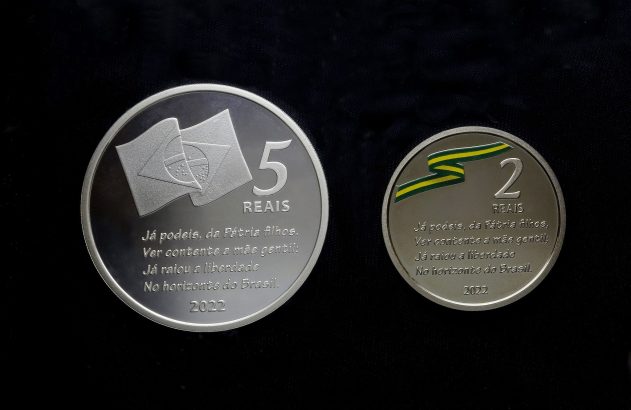 5
REAIS
Já podeis, da Pátria filhos,
Ver contente a mãe gentil;
Já raiou a liberdade
No horizonte do Brasil.
2022
2
REAIS
Já podeis, da Pátria filhos,
Ver contente a mãe gentil;
Já raiou a liberdade
No horizonte do Brasil.
2022